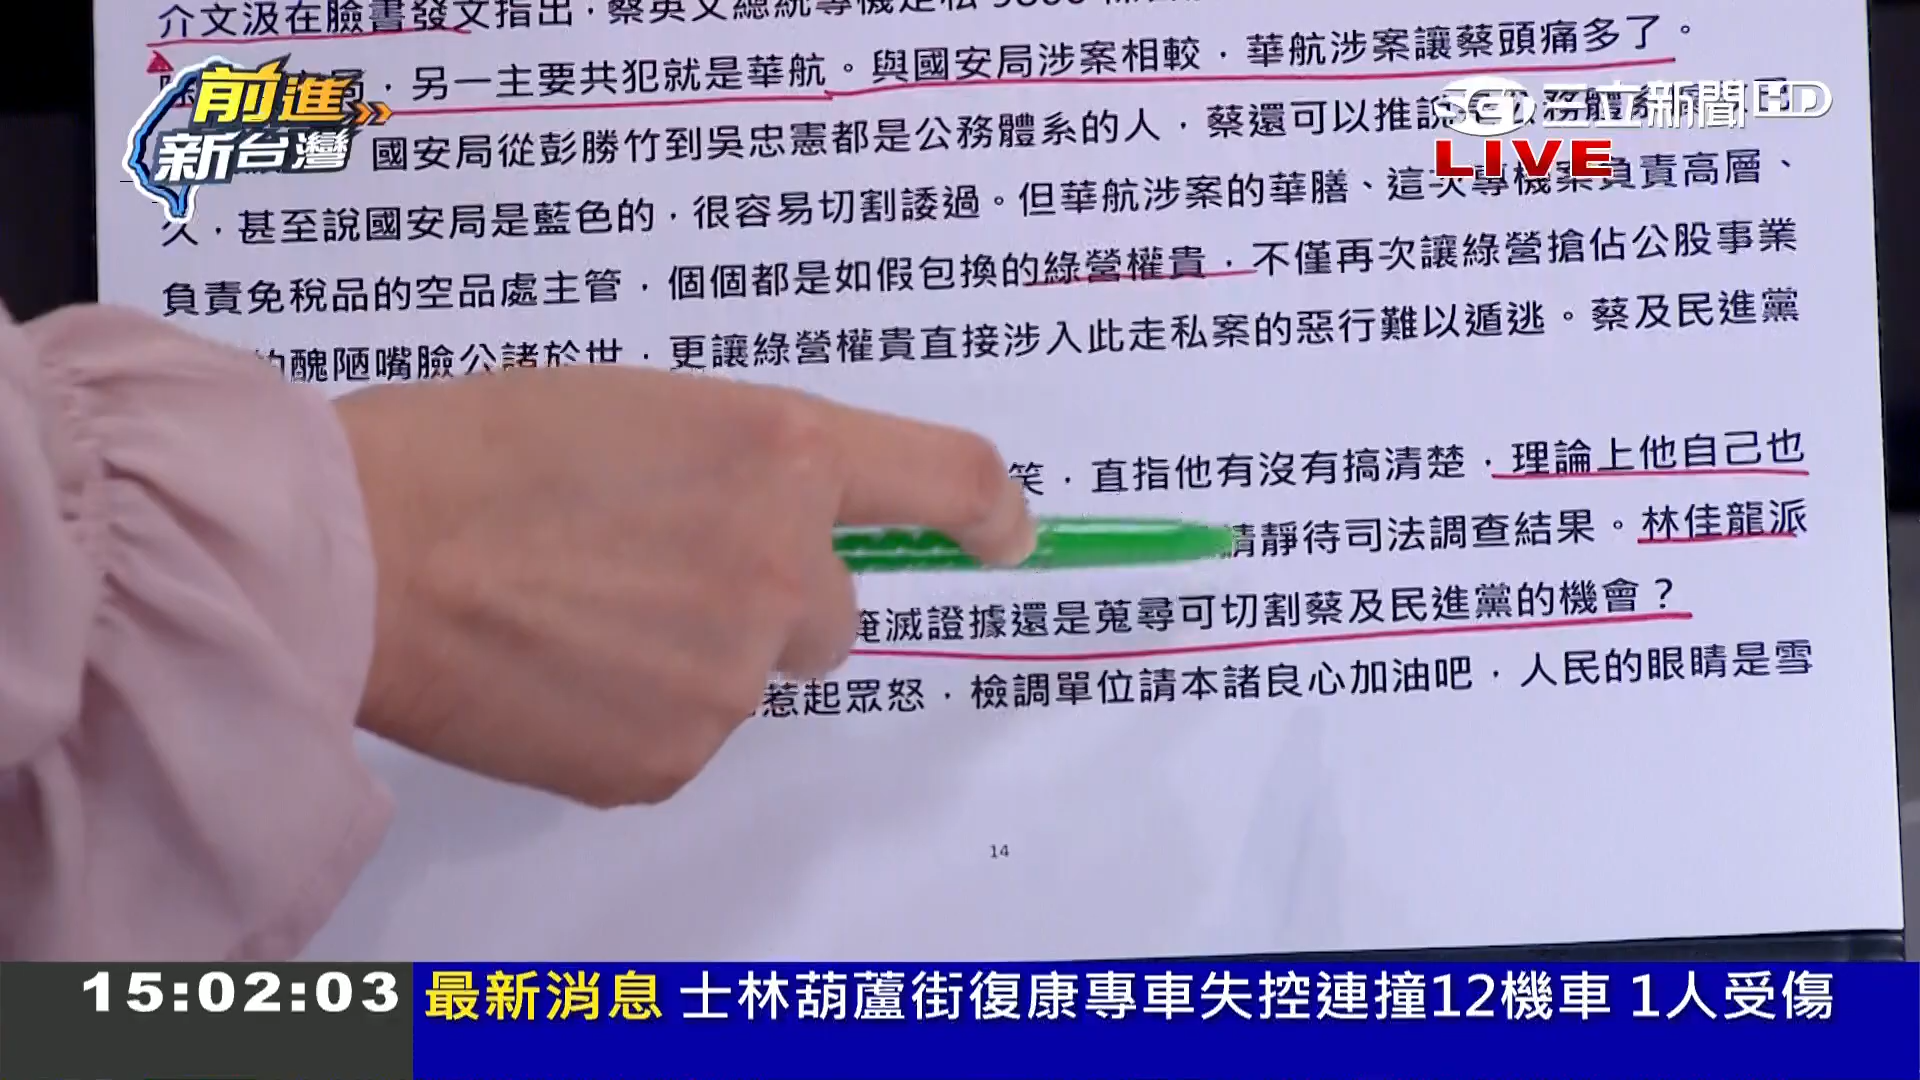 介文汲在臉書發文指出，蔡英文總統專機走私
局，另一主要共犯就是華航。與國安局涉案相較，華航涉案讓蔡頭痛多了。
國安局從彭勝竹到吳忠憲都是公務體系的人，蔡還可以推說
久，甚至說國安局是藍色的，很容易切割諉過。但華航涉案的華膳、這次專機案負責高層、
負責免稅品的空品處主管，個個都是如假包換的綠營權貴，不僅再次讓綠營搶佔公股事業
的醜陋嘴臉公諸於世，更讓綠營權貴直接涉入此走私案的惡行難以遁逃。蔡及民進黨
笑，直指他有沒有搞清楚，理論上他自己也
請靜待司法調查結果。林佳龍派
掩滅證據還是蒐尋可切割蔡及民進黨的機會？
惹起眾怒，檢調單位請本諸良心加油吧，人民的眼睛是雪
14
前進新台灣
三立新聞HD
LIVE
15:02:03 最新消息 士林葫蘆街復康專車失控連撞12機車 1人受傷